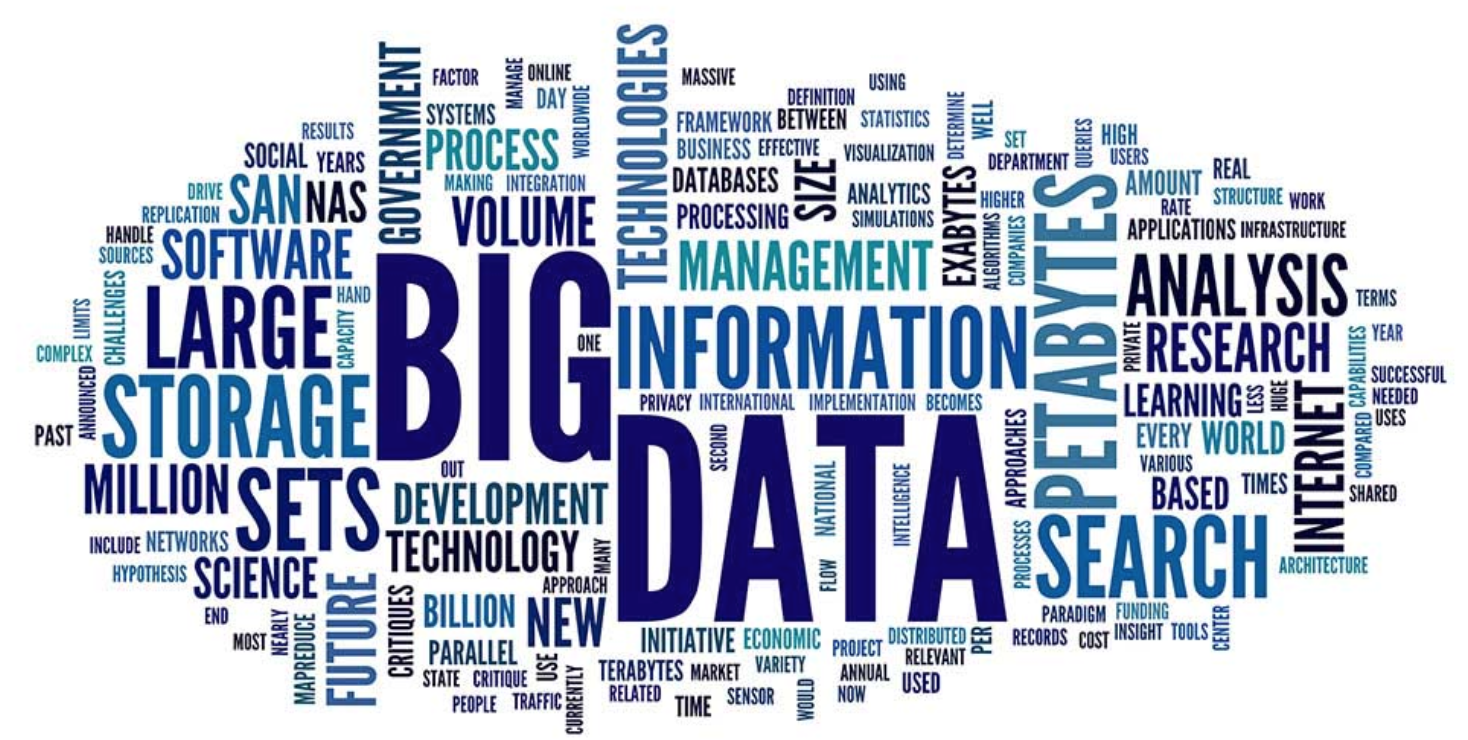 GOVERNMENT
FACTOR
MANAGE
ONLINE
DAY
WORLDWIDE
SYSTEMS
PROCESS
MAKING
INTEGRATION
VOLUME
TECHNOLOGIES
MASSIVE
USING
DEFINITION
FRAMEWORK
BETWEEN
STATISTICS
BUSINESS
EFFECTIVE
VISUALIZATION
DATABASES
SIZE
ANALYTICS
PROCESSING
SIMULATIONS
MANAGEMENT
DETERMINE
WELL
EXABYTES
SET
DEPARTMENT
QUERIES
HIGH
USERS
HIGHER
ALGORITHMS
COMPANIES
PETABYTES
AMOUNT
REAL
RATE
STRUCTURE
WORK
APPLICATIONS
INFRASTRUCTURE
RESULTS
SOCIAL
YEARS
DRIVE
SAN
NAS
REPLICATION
HANDLE
SOURCES
SOFTWARE
LIMITS
CHALLENGES
LARGE
HAND
CAPACITY
COMPLEX
ANNOUNCED
STORAGE
PAST
BIG
ONE
INFORMATION
PRIVACY
INTERNATIONAL
IMPLEMENTATION
BECOMES
DATA
SECOND
NATIONAL
FLOW
INTELLIGENCE
APPROACHES
PROCESSES
ANALYSIS
TERMS
PRIVATE
RESEARCH
CAPABILITIES
YEAR
LEARNING
LESS
HUGE
SUCCESSFUL
NEEDED
USES
INTERNET
COMPARED
EVERY
WORLD
VARIOUS
BASED
TIMES
SHARED
SEARCH
ARCHITECTURE
MILLION
SETS
OUT
DEVELOPMENT
TECHNOLOGY
MANY
INCLUDE
NETWORKS
HYPOTHESIS
SCIENCE
APPROACH
END
MOST
NEARLY
MAPREDUCE
FUTURE
CRITIQUES
BILLION
NEW
PARALLEL
STATE
CRITIQUE
USE
PEOPLE
TRAFFIC
CURRENTLY
INITIATIVE
ECONOMIC
PROJECT
DISTRIBUTED
PER
TERABYTES
MARKET
VARIETY
ANNUAL
RELEVANT
RELATED
TIME
SENSOR
WOULD
NOW
USED
PARADIGM
FUNDING
CENTER
RECORDS
COST
INSIGHT
TOOLS